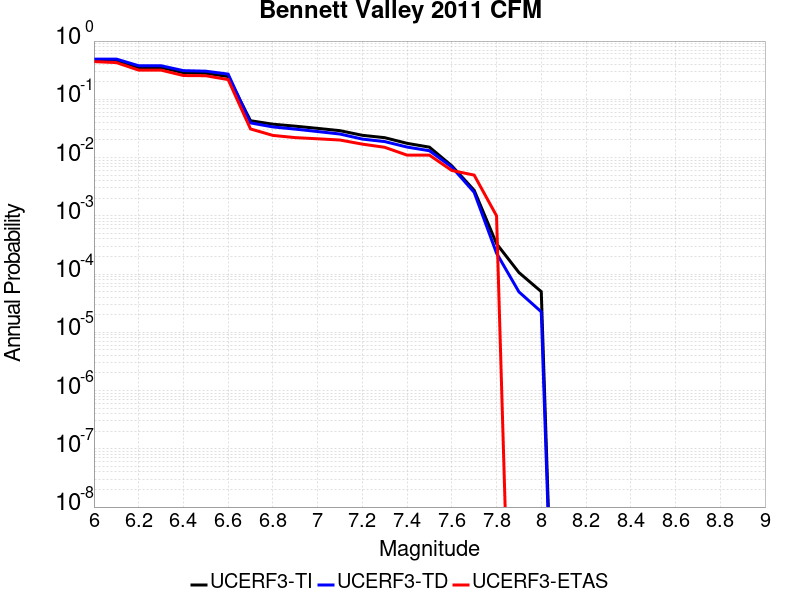 Bennett Valley 2011 CFM
10 0
10 -1
10 -2
10 -3
10 -4
10 -5
10 -6
10 -7
10 -8
Annual Probability
6 6.2 6.4 6.6 6.8 7 7.2 7.4 7.6 7.8 8 8.2 8.4 8.6 8.8 9
Magnitude
UCERF3-TI UCERF3-TD UCERF3-ETAS